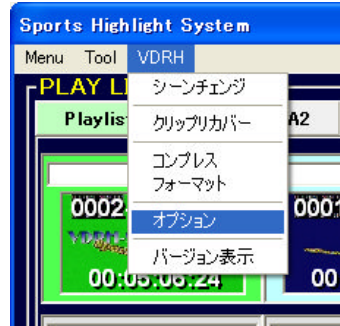 Sports Highlight System
Menu Tool VDRH
PLAY LI
Playlis A2
シーンチェンジ
クリップリカバー
コンプレス
フォーマット
オプション
バージョン表示
0002 000
00:05:06:24 00